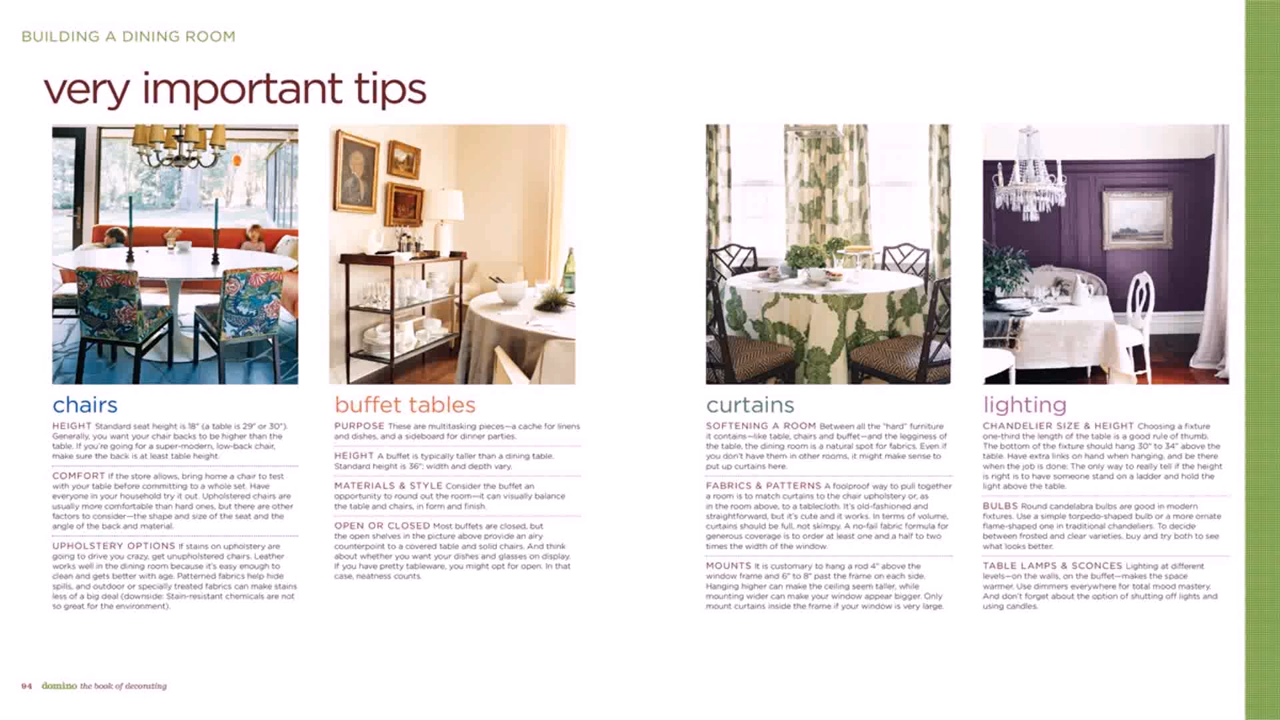 BUILDING A DINING ROOM
very important tips
chairs
HEIGHT Standard seat height is 18" (a table is 29" or 30").
Generally, you want your chair backs to be higher than the
table. If you're going for a super-modern, low-back chair,
make sure the back is at least table height.
COMFORT If the store allows, bring home a chair to test
with your table before committing to a whole set. Have
everyone in your household try it out. Upholstered chairs are
usually more comfortable than hard ones, but there are other
factors to consider—the shape and size of the seat and the
angle of the back and material.
UPHOLSTERY OPTIONS If stains on upholstery are
going to drive you crazy, get unupholstered chairs. Leather
works well in the dining room because it's easy enough to
clean and gets better with age. Patterned fabrics help hide
spills, and outdoor or specially treated fabrics can make stains
less of a big deal (downside: Stain-resistant chemicals are not
so great for the environment).
buffet tables
PURPOSE These are multitasking pieces—a cache for linens
and dishes, and a sideboard for dinner parties.
HEIGHT A buffet is typically taller than a dining table.
Standard height is 36"; width and depth vary.
MATERIALS & STYLE Consider the buffet an
opportunity to round out the room—it can visually balance
the table and chairs, in form and finish.
OPEN OR CLOSED Most buffets are closed, but
the open shelves in the picture above provide an airy
counterpoint to a covered table and solid chairs. And think
about whether you want your dishes and glasses on display.
If you have pretty tableware, you might opt for open. In that
case, neatness counts.
curtains
SOFTENING A ROOM Between all the "hard" furniture
it contains—like table, chairs and buffet—and the legginess of
the table, the dining room is a natural spot for fabrics. Even if
you don't have them in other rooms, it might make sense to
put up curtains here.
FABRICS & PATTERNS A foolproof way to pull together
a room is to match curtains to the chair upholstery or, as
in the room above, to a tablecloth. It's old-fashioned and
straightforward, but it's cute and it works. In terms of volume,
curtains should be full, not skimpy. A no-fail fabric formula for
generous coverage is to order at least one and a half to two
times the width of the window.
MOUNTS It is customary to hang a rod 4" above the
window frame and 6" to 8" past the frame on each side.
Hanging higher can make the ceiling seem taller, while
mounting wider can make your window appear bigger. Only
mount curtains inside the frame if your window is very large.
lighting
CHANDELIER SIZE & HEIGHT Choosing a fixture
one-third the length of the table is a good rule of thumb.
The bottom of the fixture should hang 30" to 34" above the
table. Have extra links on hand when hanging, and be there
when the job is done. The only way to really tell if the height
is right is to have someone stand on a ladder and hold the
light above the table.
BULBS Round candelabra bulbs are good in modern
fixtures. Use a simple torpedo-shaped bulb or a more ornate
flame-shaped one in traditional chandeliers. To decide
between frosted and clear varieties, buy and try both to see
what looks better.
TABLE LAMPS & SCONCES Lighting at different
levels—on the walls, on the buffet—makes the space
warmer. Use dimmers everywhere for total mood mastery.
And don't forget about the option of shutting off lights and
using candles.
94 domino the book of decorating